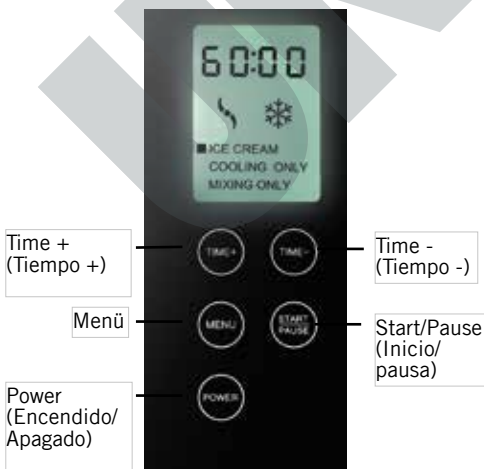 60:00
ICE CREAM
COOLING ONLY
MIXING ONLY
Time +
(Tiempo +)
TIME+
TIME-
Time -
(Tiempo -)
Menü
MENU
START
PAUSE
Start/Pause
(Inicio/
pausa)
Power
(Encendido/
Apagado)
POWER